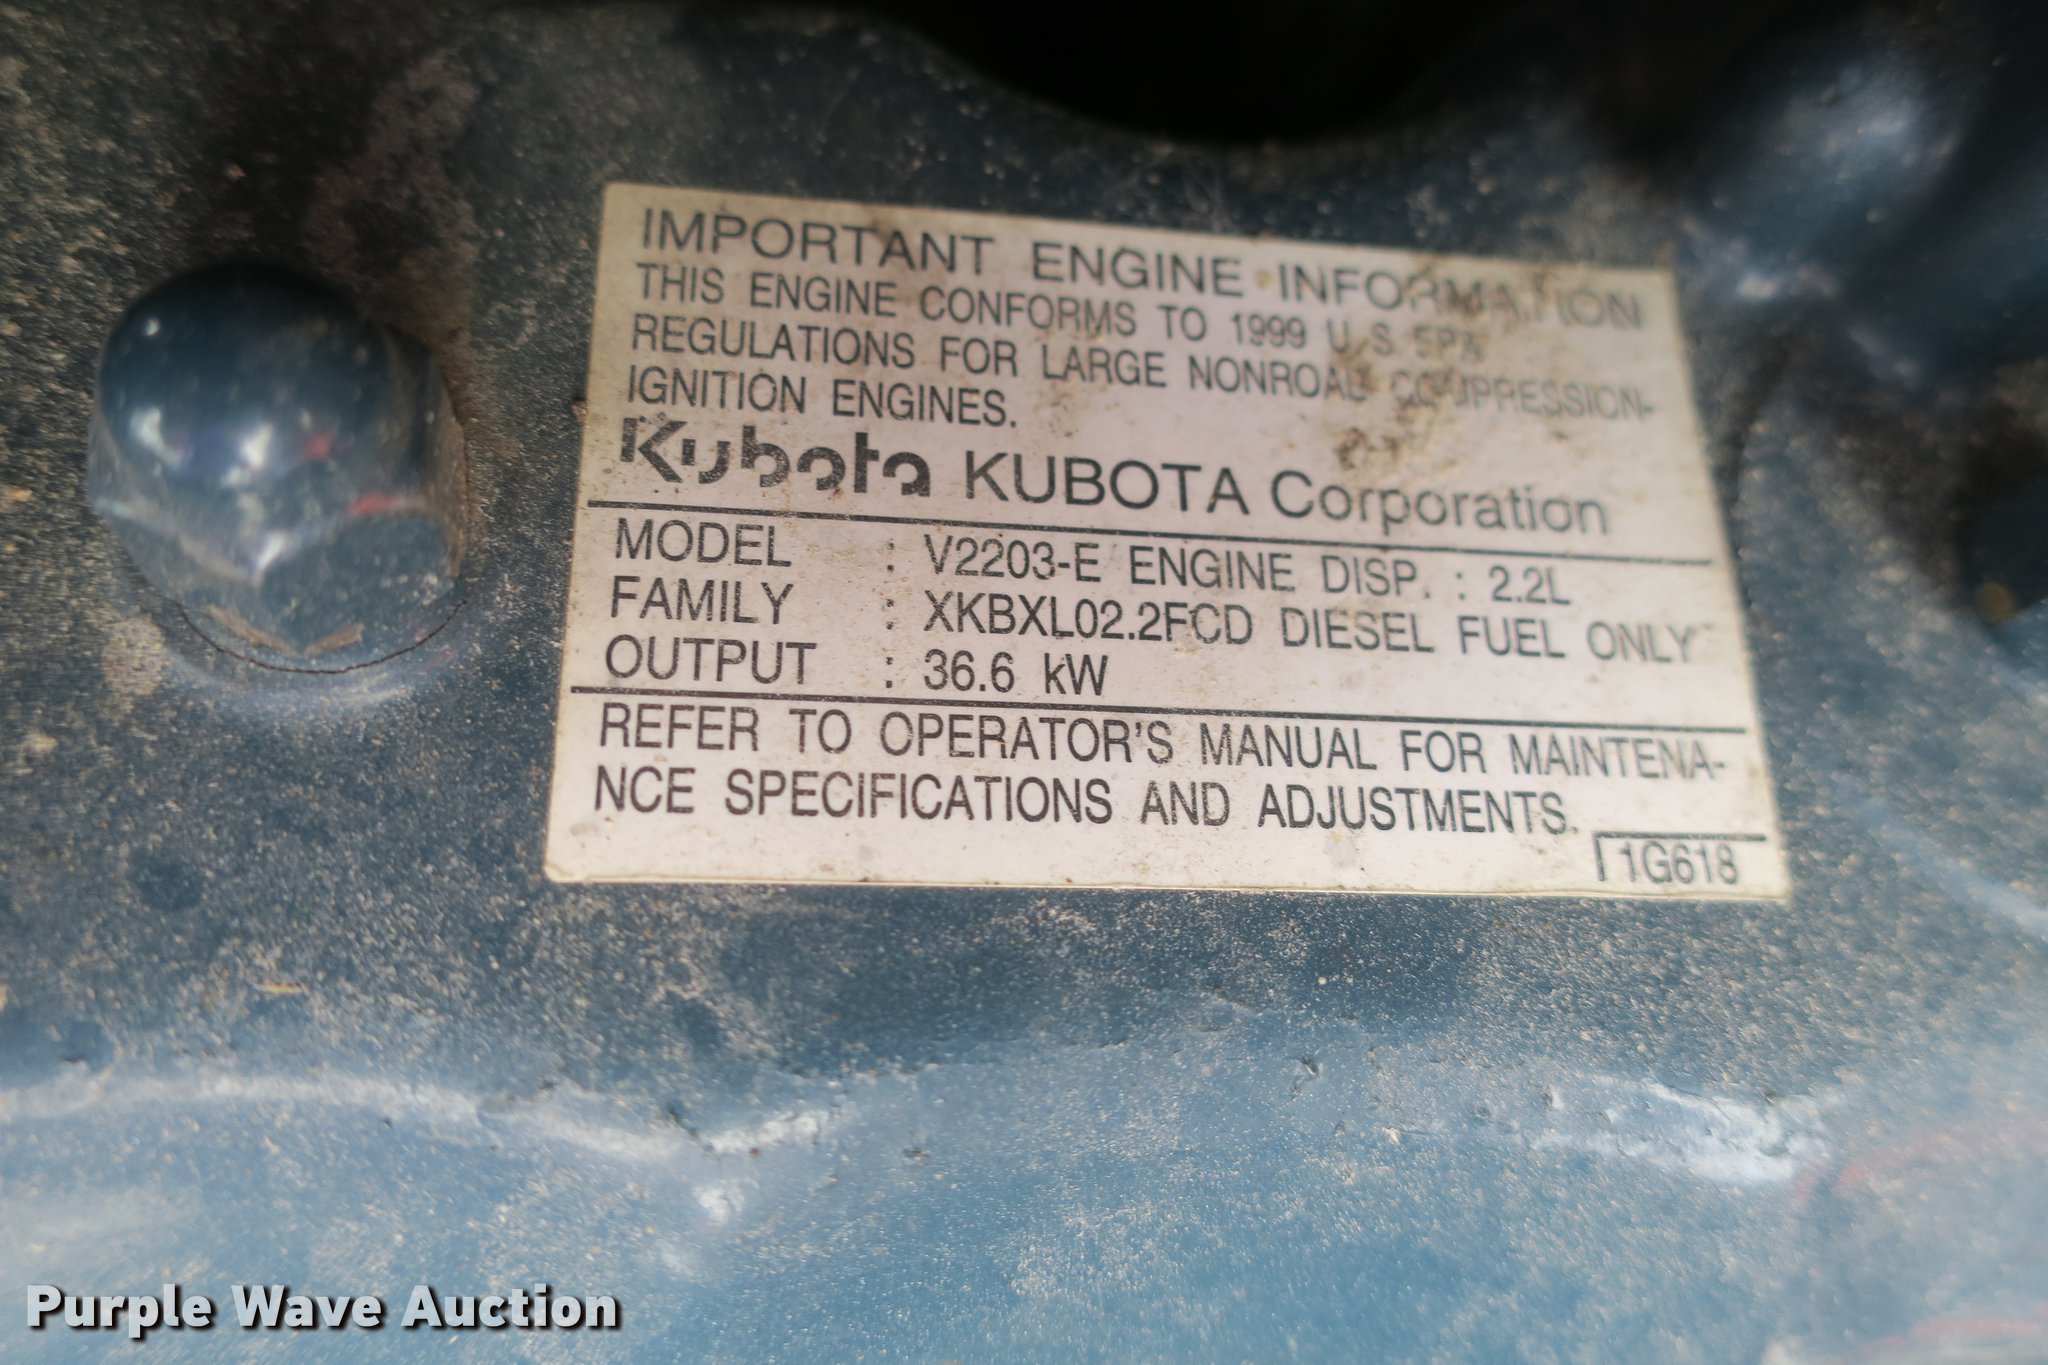 IMPORTANT ENGINE INFORMATION
THIS ENGINE CONFORMS TO 1999 U.S EPA
REGULATIONS FOR LARGE NONROAD COMPRESSION-
IGNITION ENGINES.
Kubota KUBOTA Corporation
MODEL : V2203-E ENGINE DISP. : 2.2L
FAMILY : XKBXL02.2FCD DIESEL FUEL ONLY
OUTPUT : 36.6 kW
REFER TO OPERATOR'S MANUAL FOR MAINTENA-
NCE SPECIFICATIONS AND ADJUSTMENTS.
1G618
Purple Wave Auction